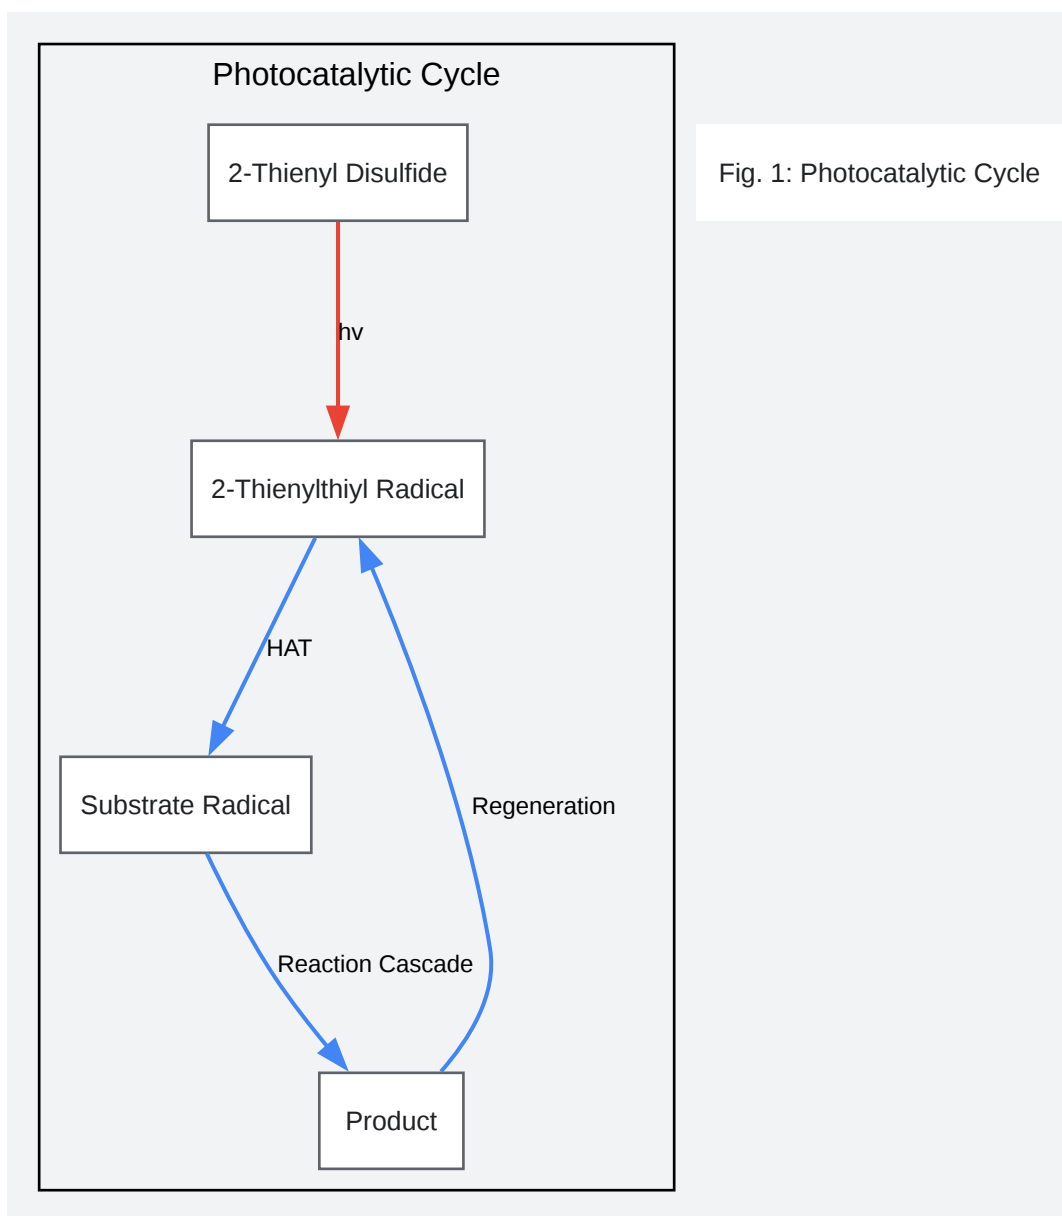 Photocatalytic Cycle
2-Thienyl Disulfide
Fig. 1: Photocatalytic Cycle
hv
2-Thienylthiyl Radical
HAT
Substrate Radical
Regeneration
Reaction Cascade
Product